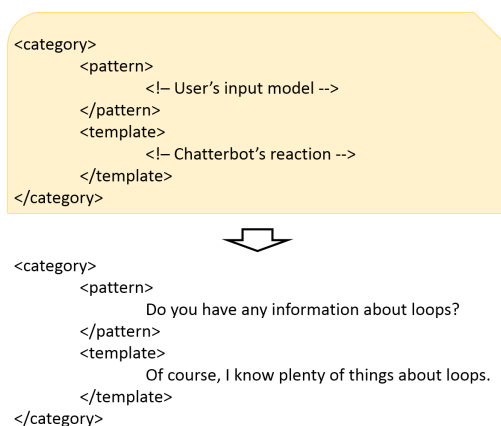 <category>
<pattern>
<!– User’s input model -->
</pattern>
<template>
<!– Chatterbot’s reaction -->
</template>
</category>
<category>
<pattern>
Do you have any information about loops?
</pattern>
<template>
Of course, I know plenty of things about loops.
</template>
</category>